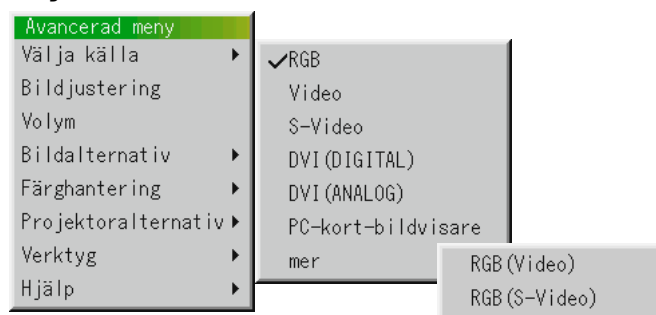 Avancerad meny
Välja källa
Bildjustering
Volym
Bildalternativ
Färghantering
Projektoralternativ
Verktyg
Hjälp
RGB
Video
S-Video
DVI(DIGITAL)
DVI(ANALOG)
PC-kort-bildvisare
mer
RGB(Video)
RGB(S-Video)